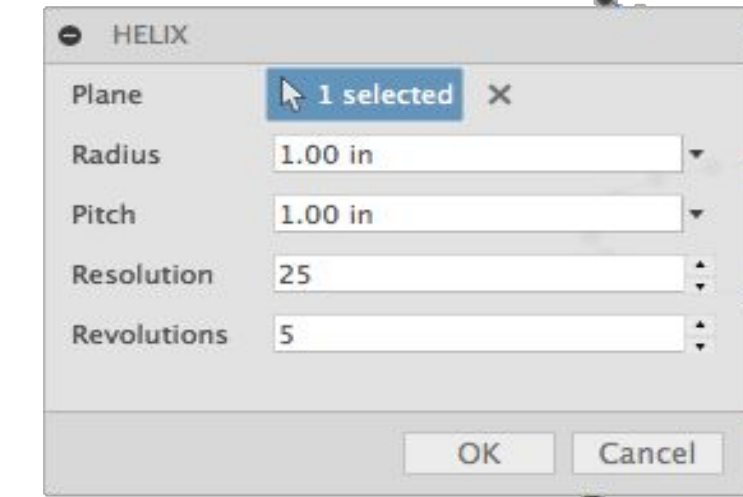 HELIX
Plane 1 selected
Radius 1.00 in
Pitch 1.00 in
Resolution 25
Revolutions 5
OK Cancel